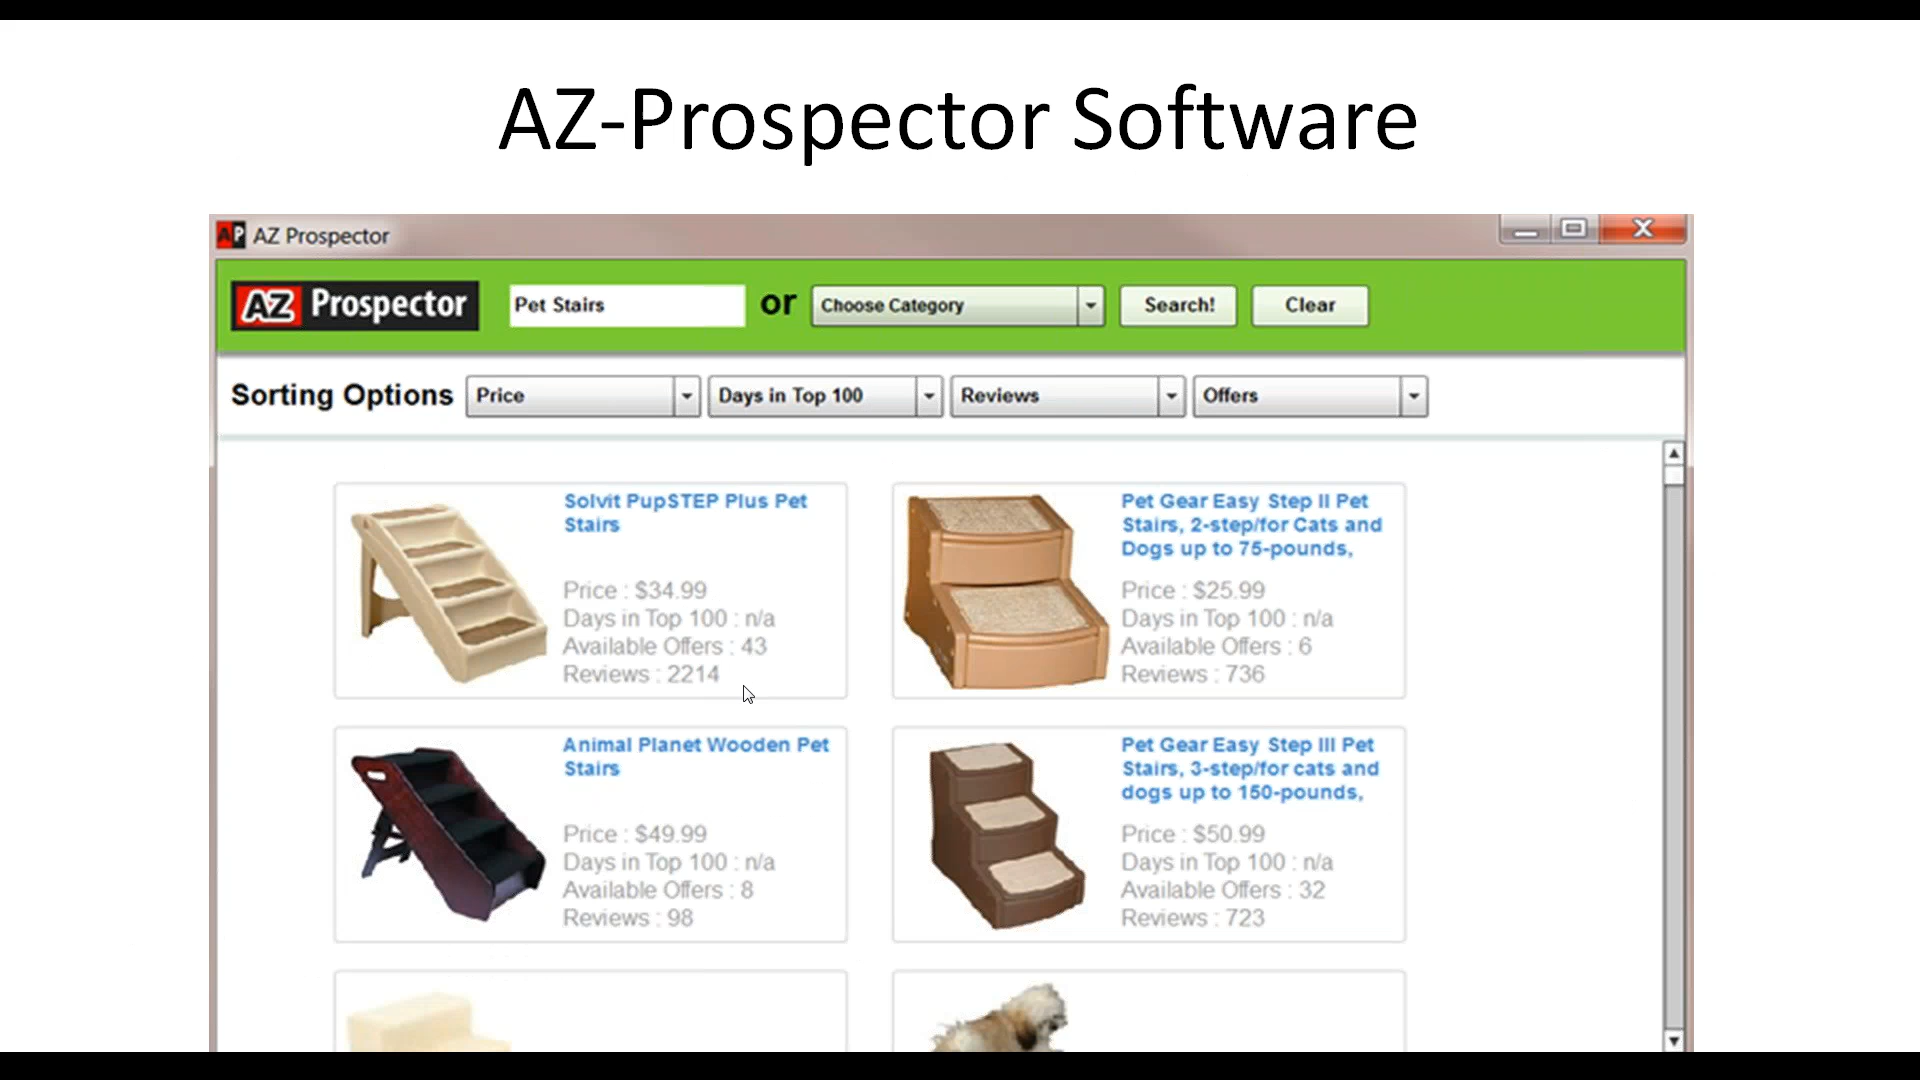 AZ-Prospector Software
AP AZ Prospector
AZ Prospector Pet Stairs or Choose Category Search! Clear
Sorting Options Price Days in Top 100 Reviews Offers
Solvit PupSTEP Plus Pet
Stairs
Price : $34.99
Days in Top 100 : n/a
Available Offers : 43
Reviews : 2214
Pet Gear Easy Step II Pet
Stairs, 2-step/for Cats and
Dogs up to 75-pounds,
Price : $25.99
Days in Top 100 : n/a
Available Offers : 6
Reviews : 736
Animal Planet Wooden Pet
Stairs
Price : $49.99
Days in Top 100 : n/a
Available Offers : 8
Reviews : 98
Pet Gear Easy Step III Pet
Stairs, 3-step/for cats and
dogs up to 150-pounds,
Price : $50.99
Days in Top 100 : n/a
Available Offers : 32
Reviews : 723